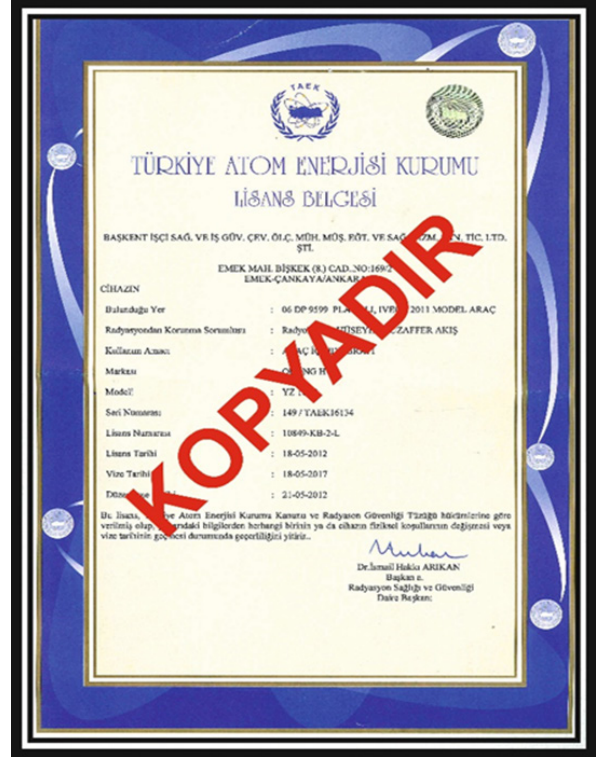 TAEK
TÜRKİYE ATOM ENERJİSİ KURUMU
LİSANS BELGESİ
BAŞKENT İŞÇİ SAĞ. VE İŞ GÜV. ÇEV. ÖLÇ. MÜH. MÜŞ. EĞT. VE SAĞ. TİC. LTD.
ŞTİ.
EMEK MAH. BİŞKEK (8.) CAD. NO:169/2
EMEK-ÇANKAYA/ANKARA
CİHAZIN
Bulunduğu Yer : 06 DP 9599 2011 MODEL ARAÇ
Radyasyondan Korunma Sorumlusu : ZAFFER AKIŞ
Kullanım Amacı :
Markası :
Modeli : YZ
Seri Numarası : 149 / TAEK16134
Lisans Numarası : 10849-KB-2-L
Lisans Tarihi : 18-05-2012
Vize Tarihi : 18-05-2017
: 21-05-2012
Bu lisans, Atom Enerjisi Kurumu Kanunu ve Radyasyon Güvenliği Tüzüğü hükümlerine göre
verilmiş olup, bilgilerden herhangi birinin ya da cihazın fiziksel koşullarının değişmesi veya
vize tarihinin geçmesi durumunda geçerliliğini yitirir..
Dr.İsmail Hakkı ARIKAN
Başkan a.
Radyasyon Sağlığı ve Güvenliği
Daire Başkanı
KOPYADIR